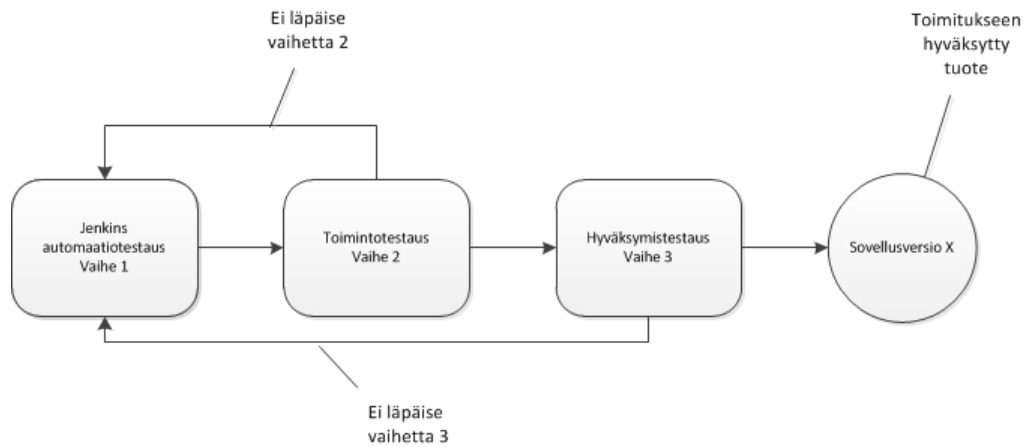 Ei läpäise
vaihetta 2
Toimitukseen
hyväksytty
tuote
Jenkins
automaatiotestaus
Vaihe 1
Toimintotestaus
Vaihe 2
Hyväksymistestaus
Vaihe 3
Sovellusversio X
Ei läpäise
vaihetta 3